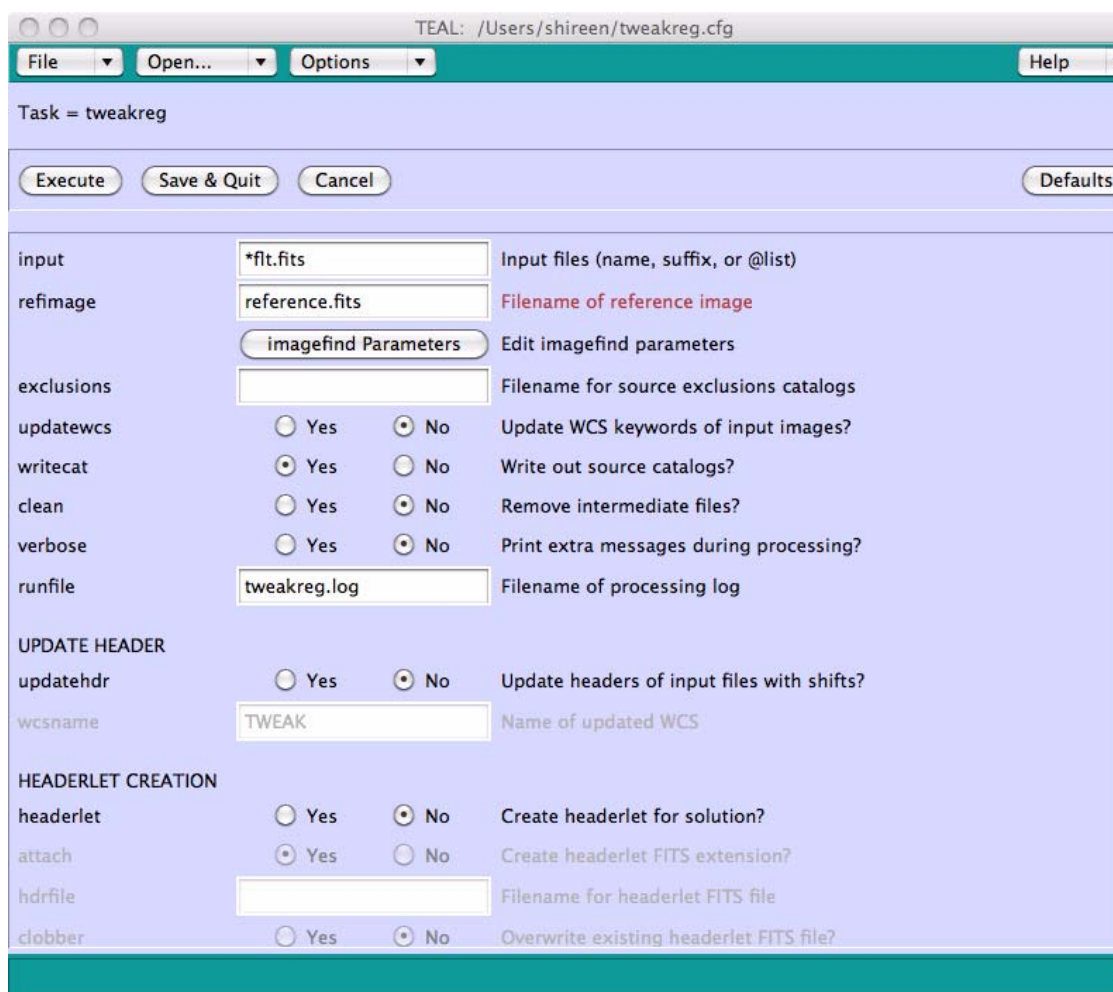 TEAL: /Users/shireen/tweakreg.cfg
File Open... Options Help
Task = tweakreg
Execute Save & Quit Cancel Defaults
input *flt.fits Input files (name, suffix, or @list)
refimage reference.fits Filename of reference image
imagefind Parameters Edit imagefind parameters
exclusions Filename for source exclusions catalogs
updatewcs Yes No Update WCS keywords of input images?
writecat Yes No Write out source catalogs?
clean Yes No Remove intermediate files?
verbose Yes No Print extra messages during processing?
runfile tweakreg.log Filename of processing log
UPDATE HEADER
updatehdr Yes No Update headers of input files with shifts?
wcsname TWEAK Name of updated WCS
HEADERLET CREATION
headerlet Yes No Create headerlet for solution?
attach Yes No Create headerlet FITS extension?
hdrfile Filename for headerlet FITS file
clobber Yes No Overwrite existing headerlet FITS file?